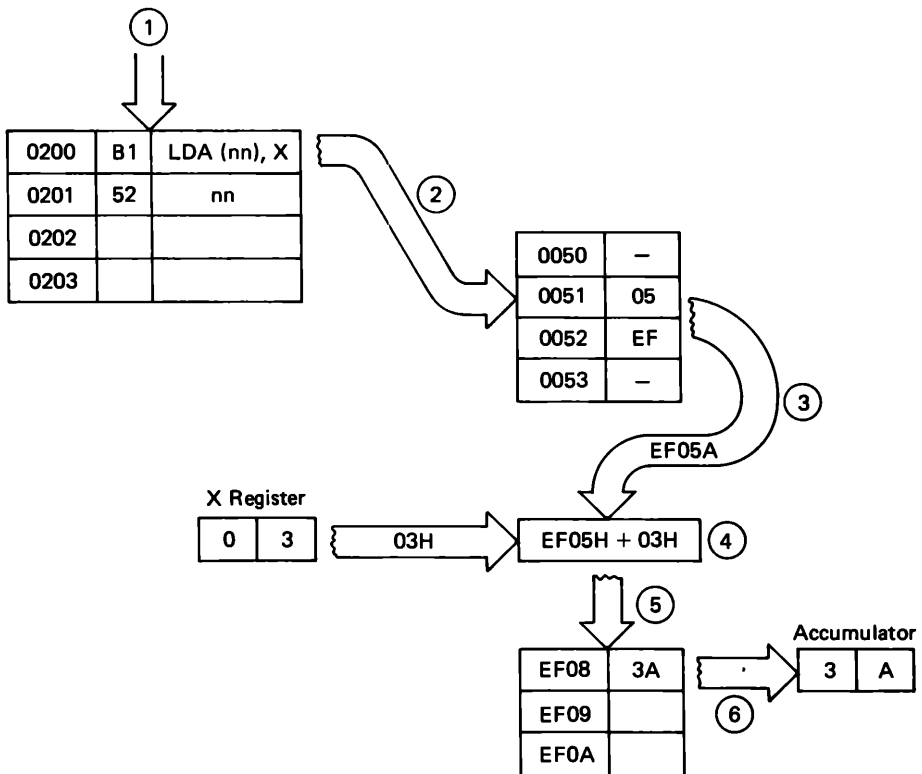 1
0200 B1 LDA (nn), X
0201 52 nn
0202
0203
2
0050 –
0051 05
0052 EF
0053 –
3
EF05A
X Register
0 3
03H
EF05H + 03H
4
5
EF08 3A
EF09
EF0A
6
Accumulator
3 A